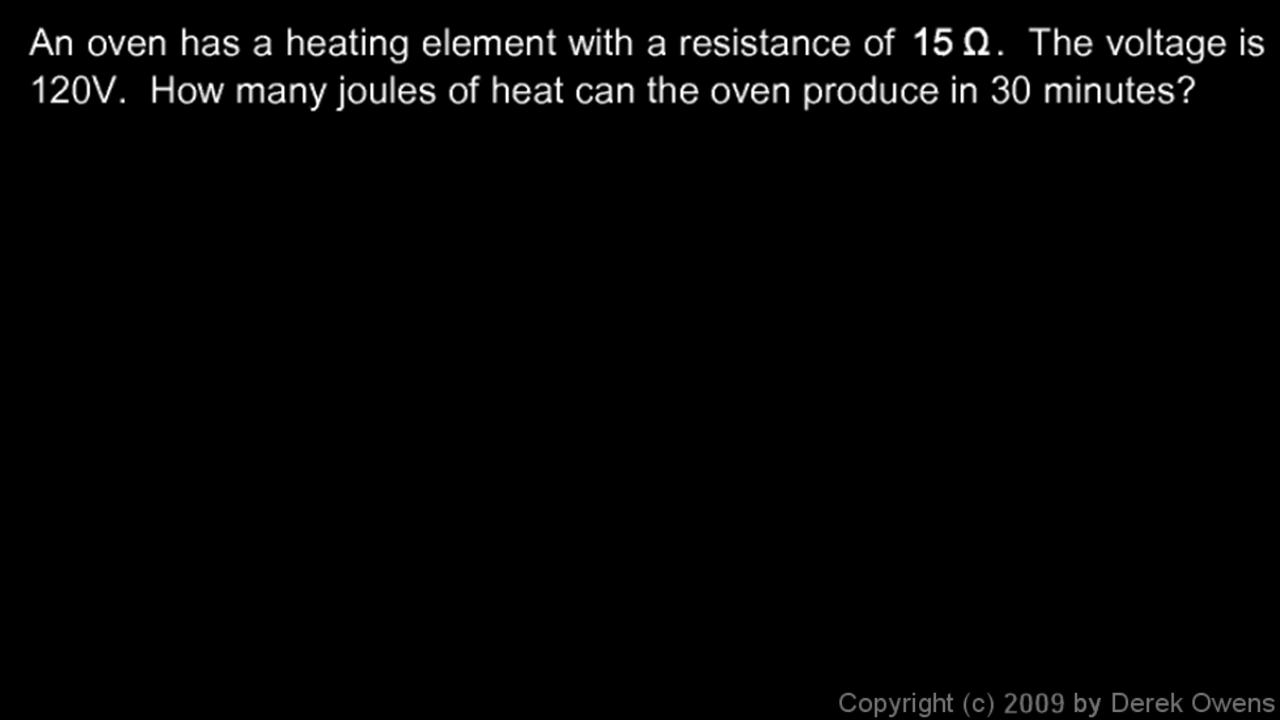 An oven has a heating element with a resistance of 15 Ω. The voltage is
120V. How many joules of heat can the oven produce in 30 minutes?
Copyright (c) 2009 by Derek Owens